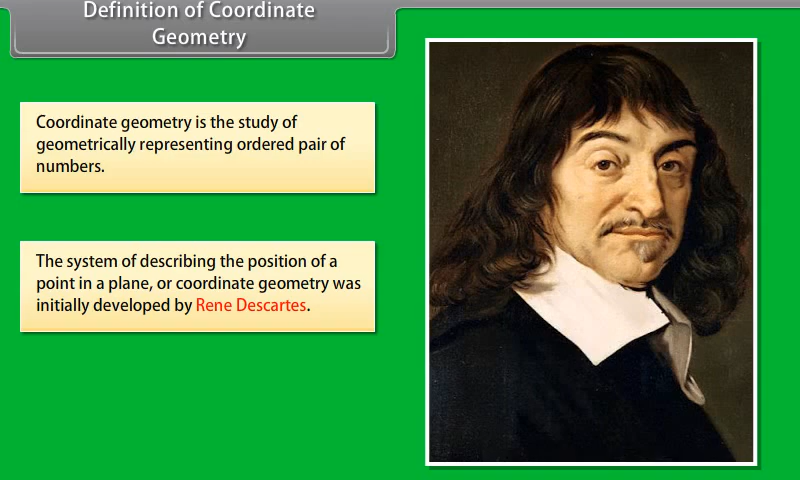 Definition of Coordinate
Geometry
Coordinate geometry is the study of
geometrically representing ordered pair of
numbers.
The system of describing the position of a
point in a plane, or coordinate geometry was
initially developed by Rene Descartes.